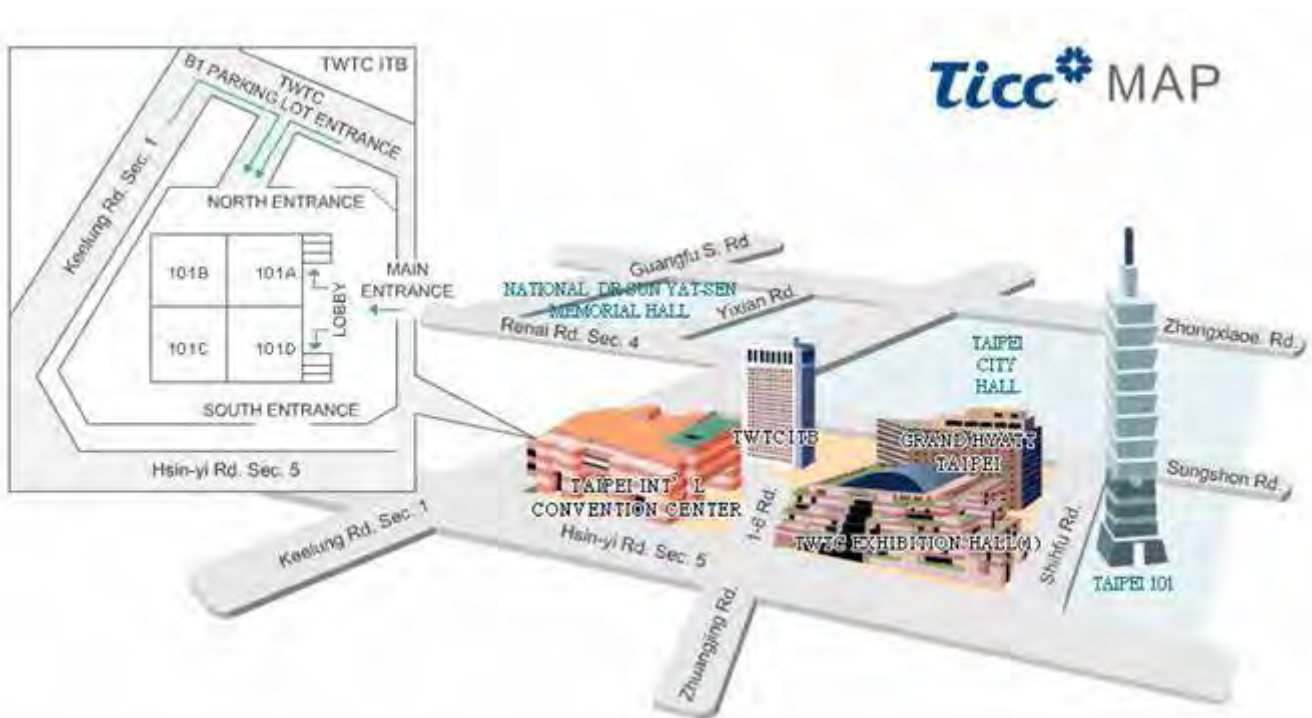 Ticc MAP
TWTC ITB
B1 PARKING LOT ENTRANCE
TWTC
Keelung Rd. Sec. 1
NORTH ENTRANCE
101B
101A
MAIN
ENTRANCE
LOBBY
101C
101D
SOUTH ENTRANCE
Hsin-yi Rd. Sec. 5
Guangfu S. Rd.
NATIONAL DR SUN YAT-SEN
MEMORIAL HALL
Yixian Rd.
Renai Rd. Sec. 4
Zhongxiaoe. Rd.
TAIPEI
CITY
HALL
TWTC ITB
GRAND HYATT
TAIPEI
Sungshon Rd.
TAIPEI INT'L
CONVENTION CENTER
1-6 Rd.
TWTC EXHIBITION HALL(1)
Shihfu Rd.
Keelung Rd. Sec. 1
Hsin-yi Rd. Sec. 5
TAIPEI 101
Zhuangjing Rd.